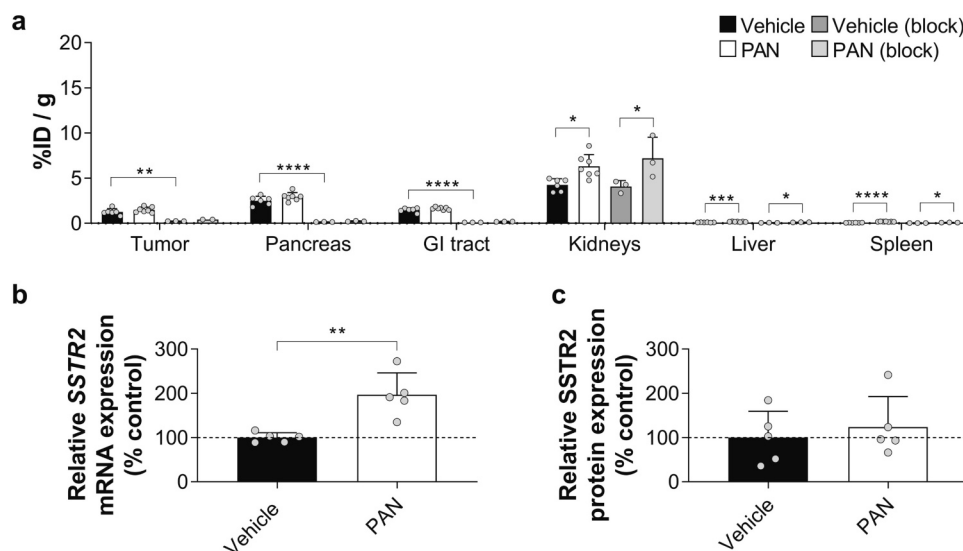 a
Vehicle Vehicle (block)
PAN PAN (block)
%ID / g
20
15
10
5
0
** **** **** * * *** * **** *
Tumor Pancreas GI tract Kidneys Liver Spleen
b
Relative SSTR2
mRNA expression
(% control)
300
200
100
0
**
Vehicle PAN
c
Relative SSTR2
protein expression
(% control)
300
200
100
0
Vehicle PAN